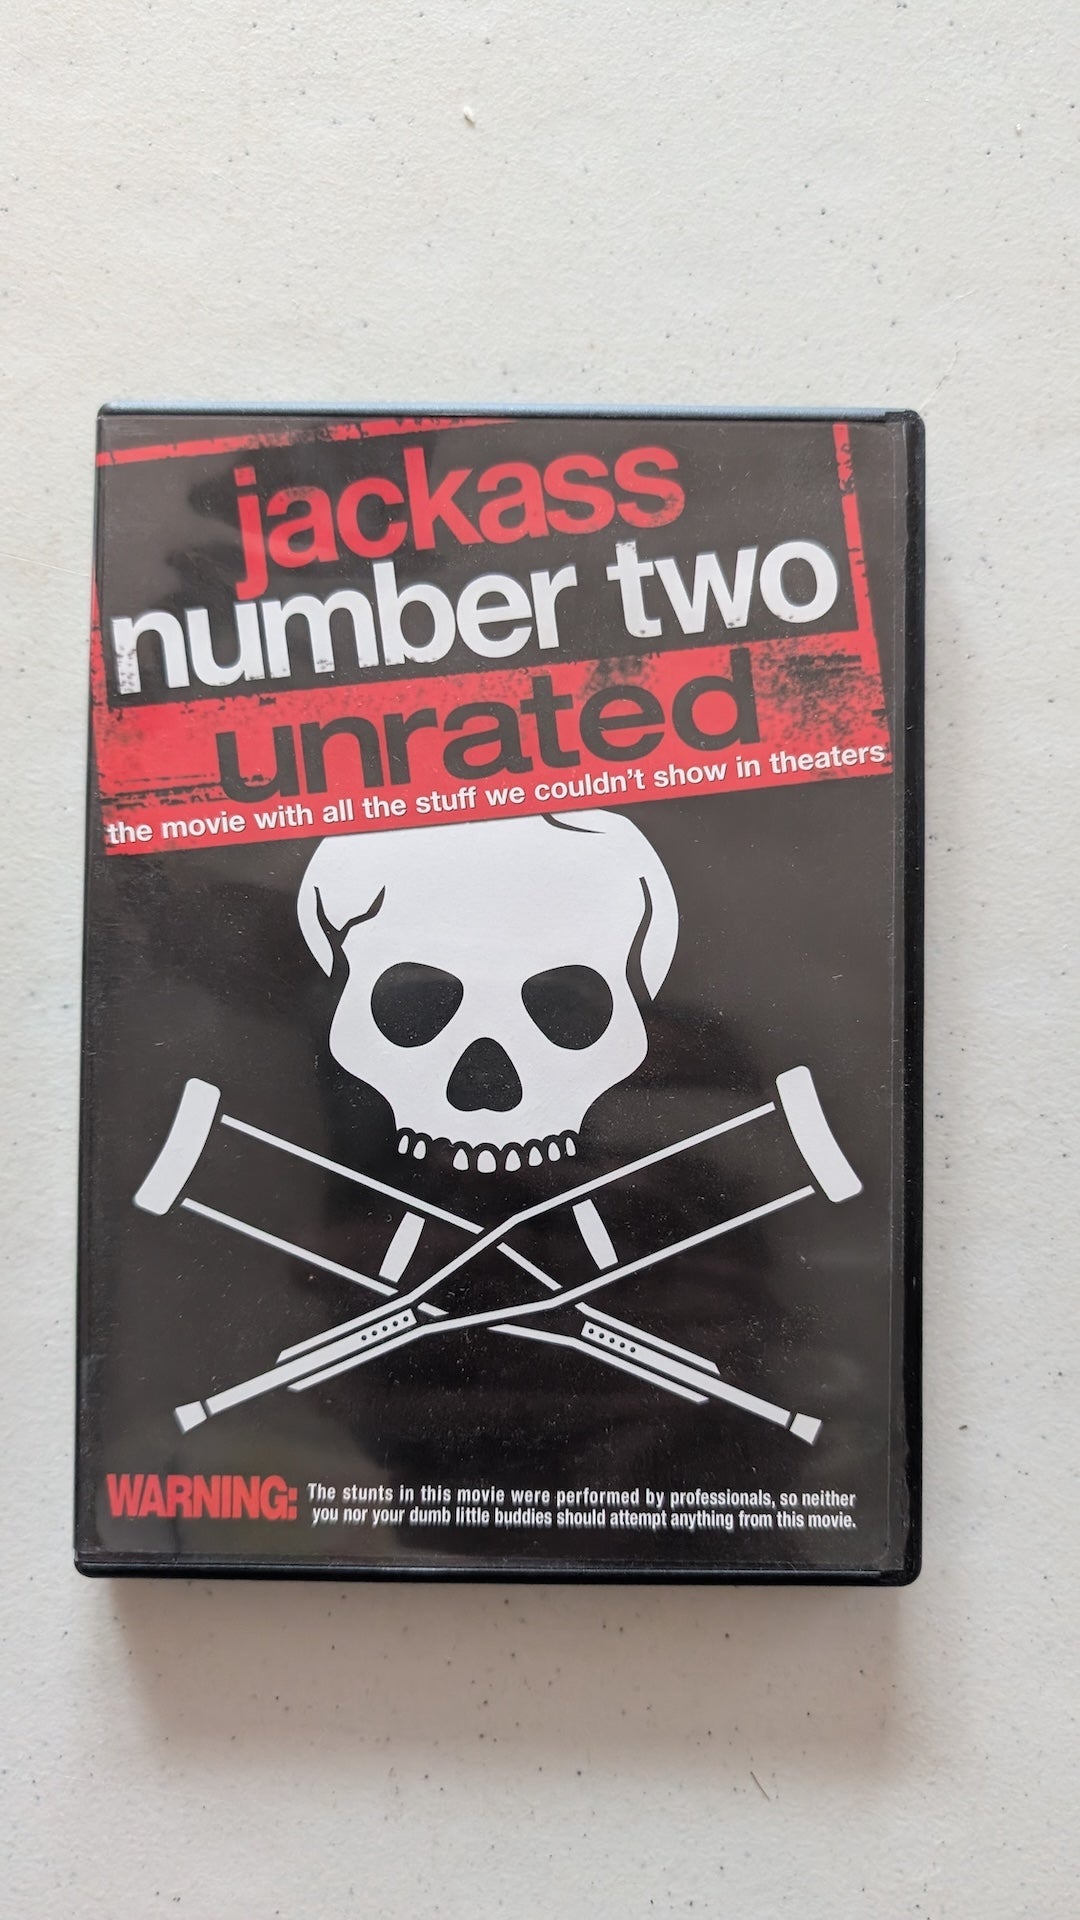 jackass
number two
unrated
the movie with all the stuff we couldn't show in theaters
WARNING: The stunts in this movie were performed by professionals, so neither
you nor your dumb little buddies should attempt anything from this movie.